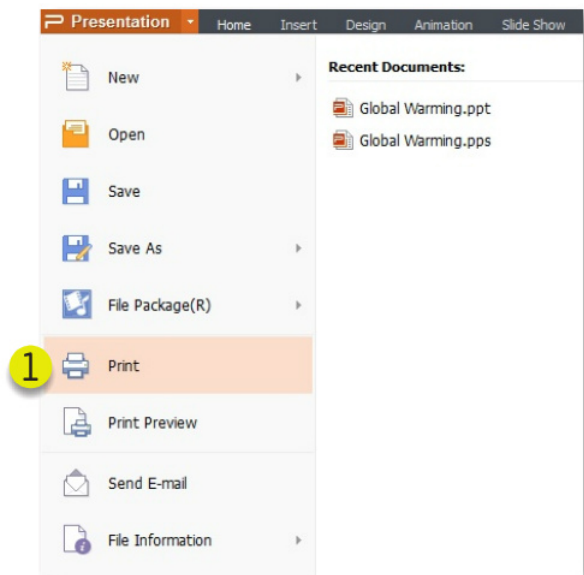 Presentation Home Insert Design Animation Slide Show
New
Open
Save
Save As
File Package(R)
1 Print
Print Preview
Send E-mail
File Information
Recent Documents:
Global Warming.ppt
Global Warming.pps